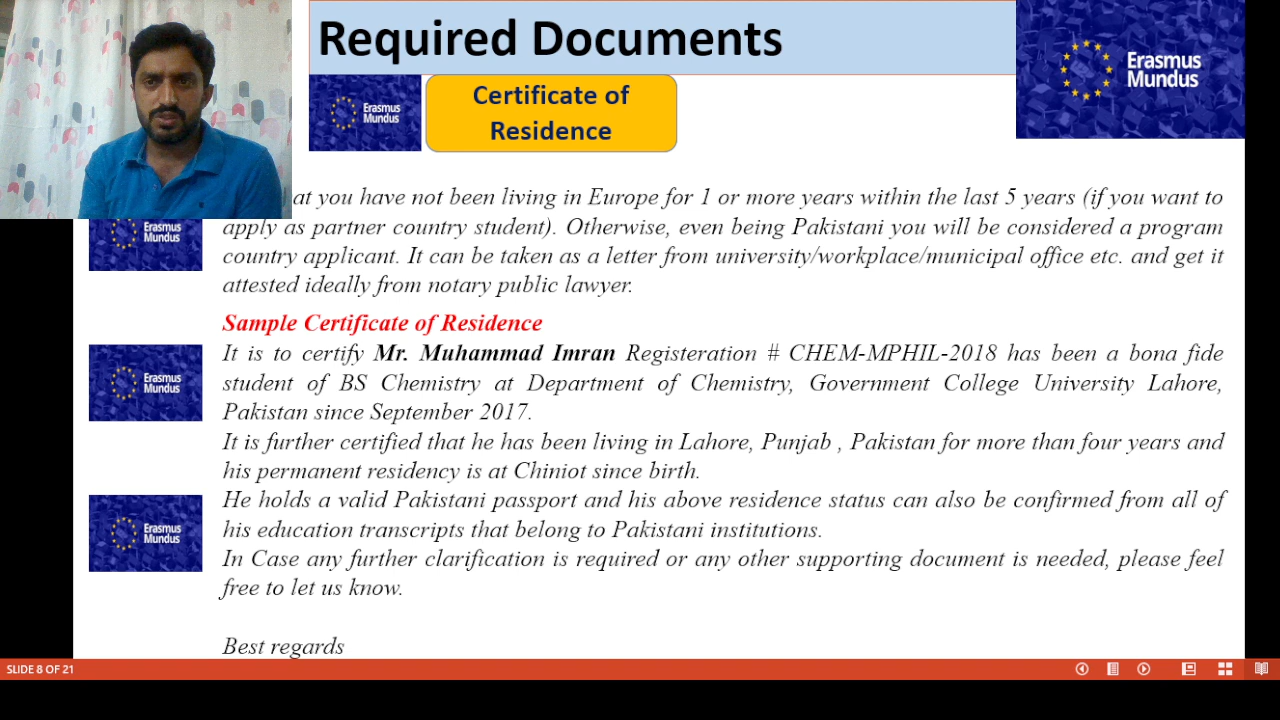 Required Documents
Erasmus
Mundus
Erasmus
Mundus
Certificate of
Residence
at you have not been living in Europe for 1 or more years within the last 5 years (if you want to
Erasmus
Mundus
apply as partner country student). Otherwise, even being Pakistani you will be considered a program
country applicant. It can be taken as a letter from university/workplace/municipal office etc. and get it
attested ideally from notary public lawyer.
Sample Certificate of Residence
It is to certify Mr. Muhammad Imran Registeration # CHEM-MPHIL-2018 has been a bona fide
Erasmus
Mundus
student of BS Chemistry at Department of Chemistry, Government College University Lahore,
Pakistan since September 2017.
It is further certified that he has been living in Lahore, Punjab , Pakistan for more than four years and
his permanent residency is at Chiniot since birth.
He holds a valid Pakistani passport and his above residence status can also be confirmed from all of
Erasmus
Mundus
his education transcripts that belong to Pakistani institutions.
In Case any further clarification is required or any other supporting document is needed, please feel
free to let us know.
Best regards
SLIDE 8 OF 21